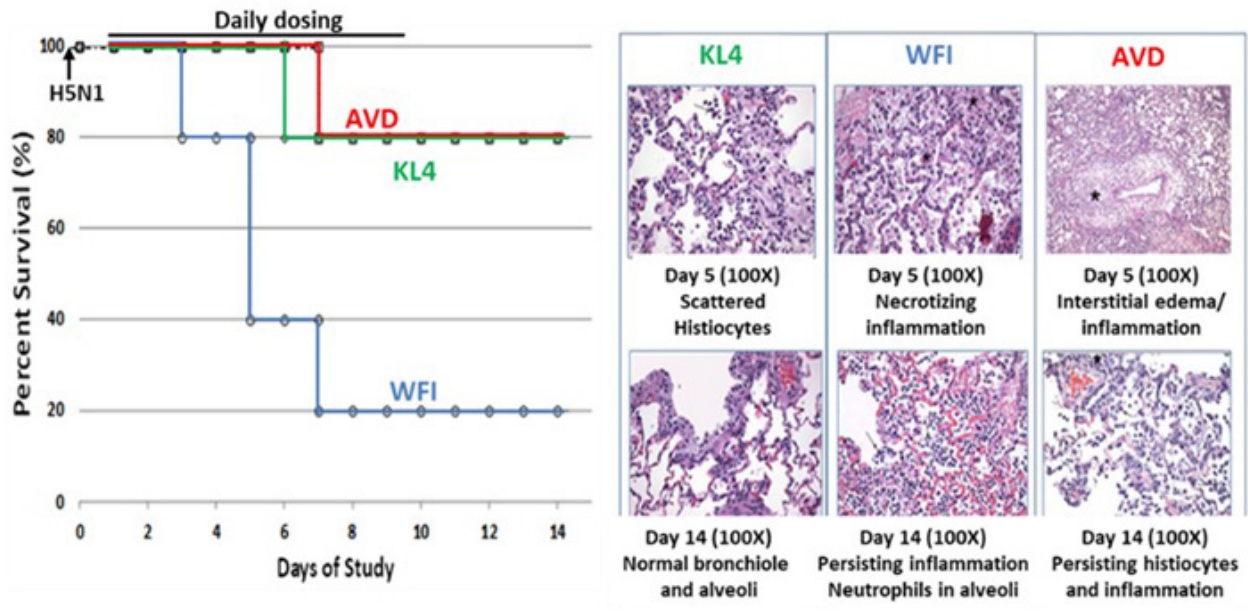 Daily dosing
100
H5N1
AVD
80
KL4
60
40
WFI
20
0
0 2 4 6 8 10 12 14
Percent Survival (%)
Days of Study
KL4
WFI
AVD
Day 5 (100X)
Scattered
Histiocytes
Day 5 (100X)
Necrotizing
inflammation
Day 5 (100X)
Interstitial edema/
inflammation
Day 14 (100X)
Normal bronchiole
and alveoli
Day 14 (100X)
Persisting inflammation
Neutrophils in alveoli
Day 14 (100X)
Persisting histiocytes
and inflammation